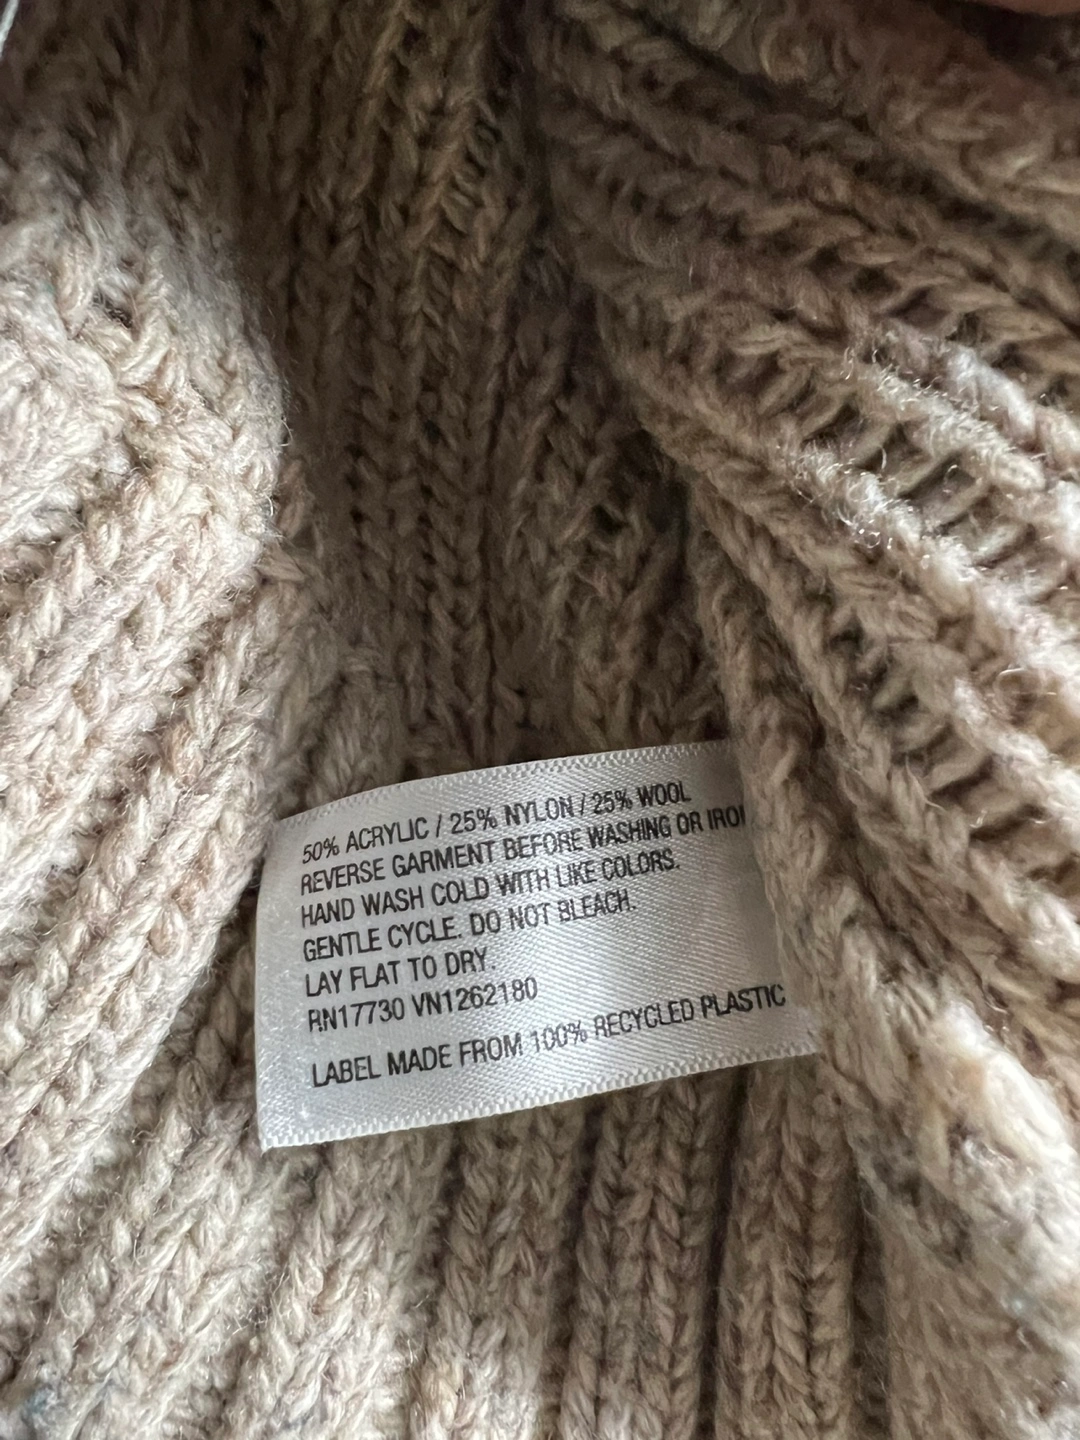 50% ACRYLIC / 25% NYLON / 25% WOOL
REVERSE GARMENT BEFORE WASHING OR IRON
HAND WASH COLD WITH LIKE COLORS.
GENTLE CYCLE. DO NOT BLEACH.
LAY FLAT TO DRY.
RN17730 VN1262180
LABEL MADE FROM 100% RECYCLED PLASTIC